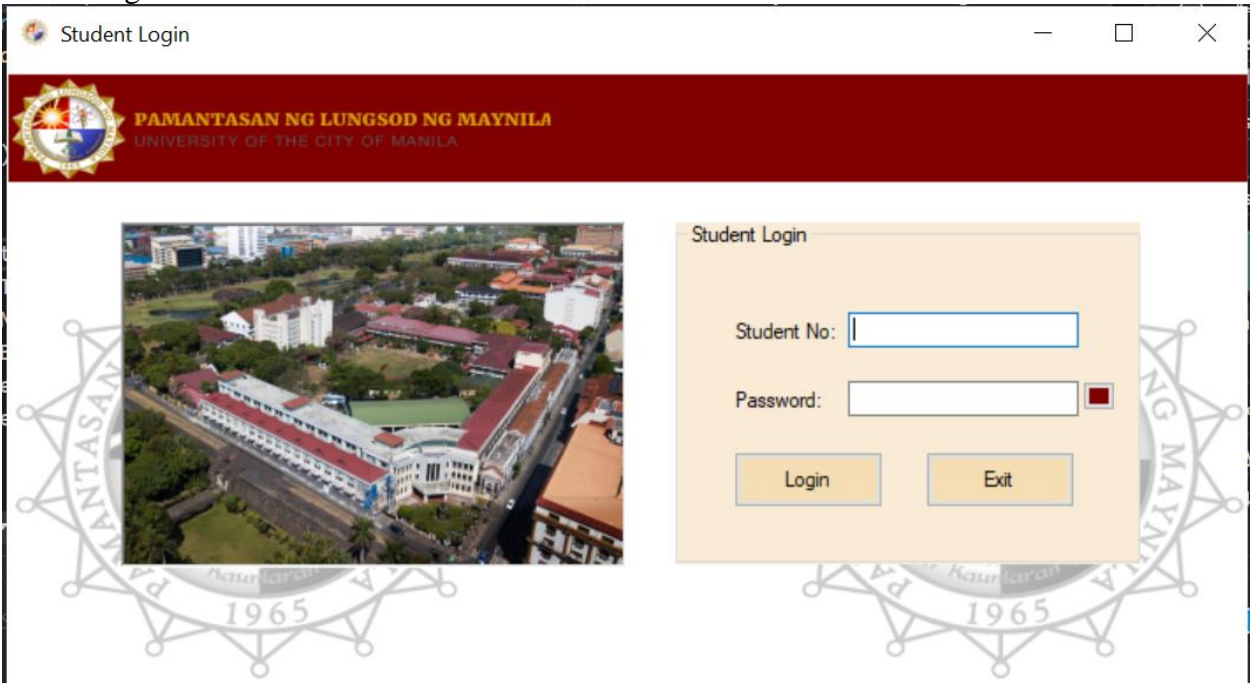 Student Login
PAMANTASAN NG LUNGSOD NG MAYNILA
UNIVERSITY OF THE CITY OF MANILA
Student Login
Student No:
Password:
Login
Exit
1965
1965